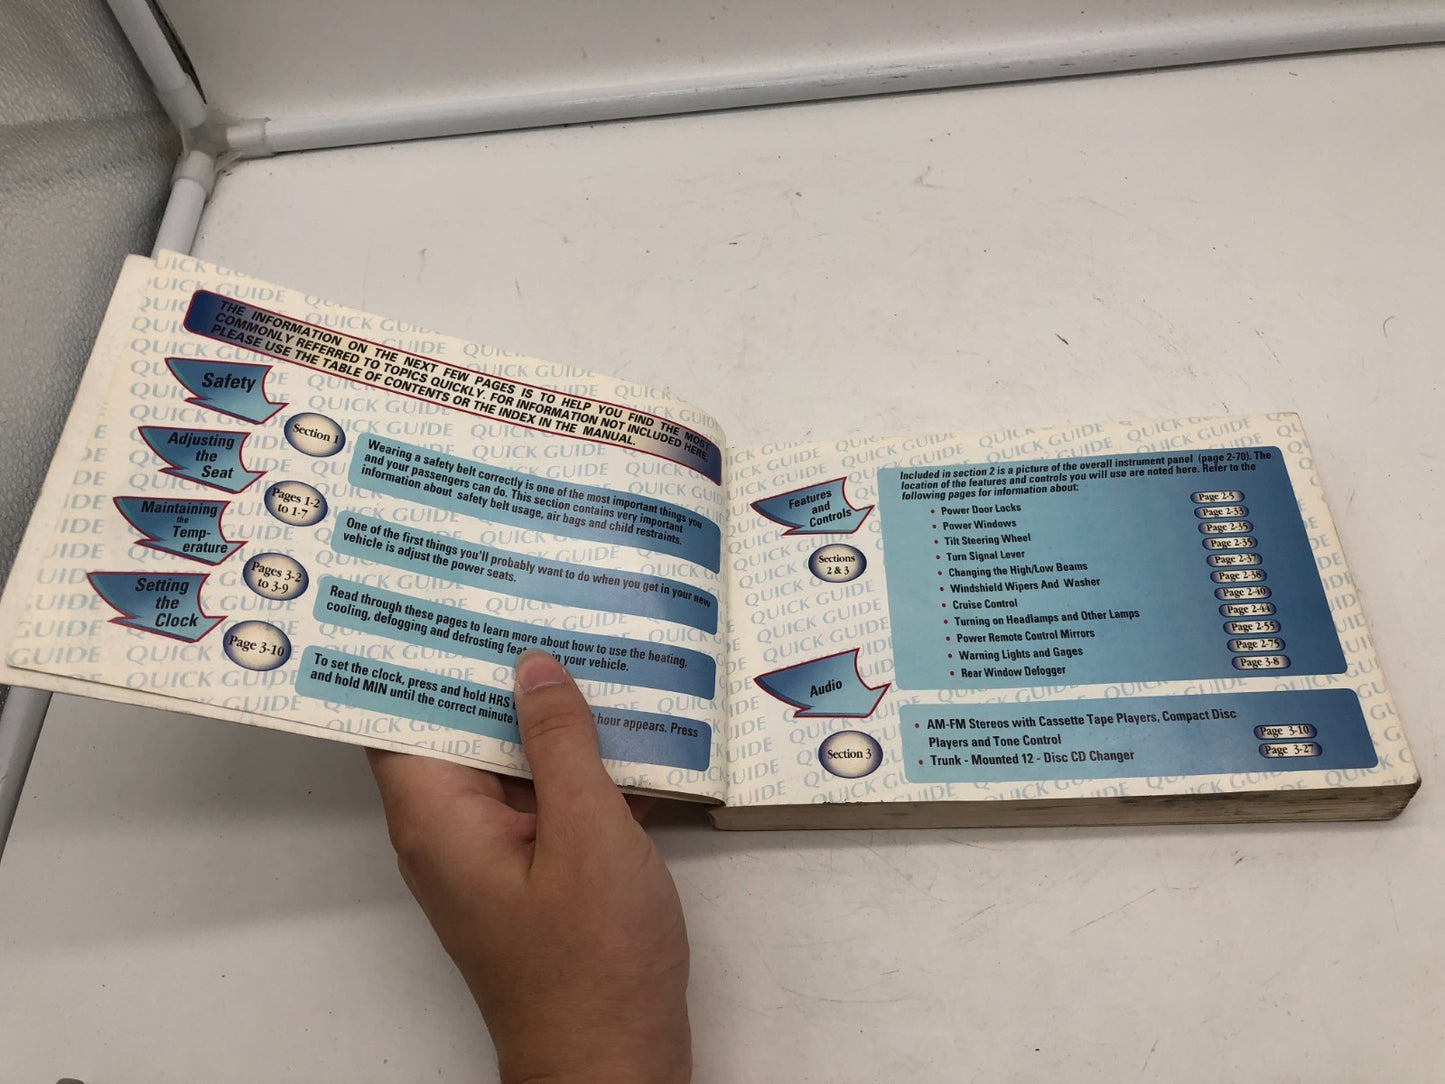 THE INFORMATION ON THE NEXT FEW PAGES IS TO HELP YOU FIND THE MOST
COMMONLY REFERRED TO TOPICS QUICKLY. FOR INFORMATION NOT INCLUDED HERE,
PLEASE USE THE TABLE OF CONTENTS OR THE INDEX IN THE MANUAL.
Safety
Section 1
Wearing a safety belt correctly is one of the most important things you
and your passengers can do. This section contains very important
information about safety belt usage, air bags and child restraints.
Adjusting
the
Seat
Pages 1-2
to 1-7
One of the first things you'll probably want to do when you get in your new
vehicle is adjust the power seats.
Maintaining
the
Temp-
erature
Pages 3-2
to 3-9
Read through these pages to learn more about how to use the heating,
cooling, defogging and defrosting in your vehicle.
Setting
the
Clock
Page 3-10
To set the clock, press and hold HRS hour appears. Press
and hold MIN until the correct minute
Features
and
Controls
Sections
2 & 3
Included in section 2 is a picture of the overall instrument panel (page 2-70). The
location of the features and controls you will use are noted here. Refer to the
following pages for information about:
• Power Door Locks Page 2-5
• Power Windows Page 2-33
• Tilt Steering Wheel Page 2-35
• Turn Signal Lever Page 2-35
• Changing the High/Low Beams Page 2-37
• Windshield Wipers And Washer Page 2-38
• Cruise Control Page 2-40
• Turning on Headlamps and Other Lamps Page 2-44
• Power Remote Control Mirrors Page 2-55
• Warning Lights and Gages Page 2-75
• Rear Window Defogger Page 3-8
Audio
Section 3
• AM-FM Stereos with Cassette Tape Players, Compact Disc
Players and Tone Control Page 3-10
• Trunk - Mounted 12 - Disc CD Changer Page 3-27
QUICK GUIDE